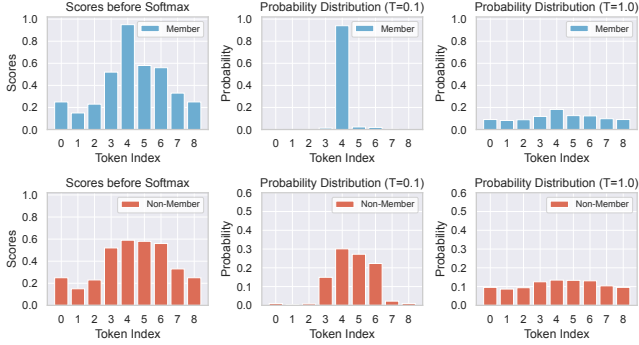 Scores before Softmax
Probability Distribution (T=0.1)
Probability Distribution (T=1.0)
1.0
0.8
0.6
0.4
0.2
0.0
Scores
Member
0 1 2 3 4 5 6 7 8
Token Index
1.0
0.8
0.6
0.4
0.2
0.0
Probability
Member
0 1 2 3 4 5 6 7 8
Token Index
1.0
0.8
0.6
0.4
0.2
0.0
Probability
Member
0 1 2 3 4 5 6 7 8
Token Index
Scores before Softmax
Probability Distribution (T=0.1)
Probability Distribution (T=1.0)
1.0
0.8
0.6
0.4
0.2
0.0
Scores
Non-Member
0 1 2 3 4 5 6 7 8
Token Index
0.6
0.5
0.4
0.3
0.2
0.1
0.0
Probability
Non-Member
0 1 2 3 4 5 6 7 8
Token Index
0.6
0.5
0.4
0.3
0.2
0.1
0.0
Probability
Non-Member
0 1 2 3 4 5 6 7 8
Token Index